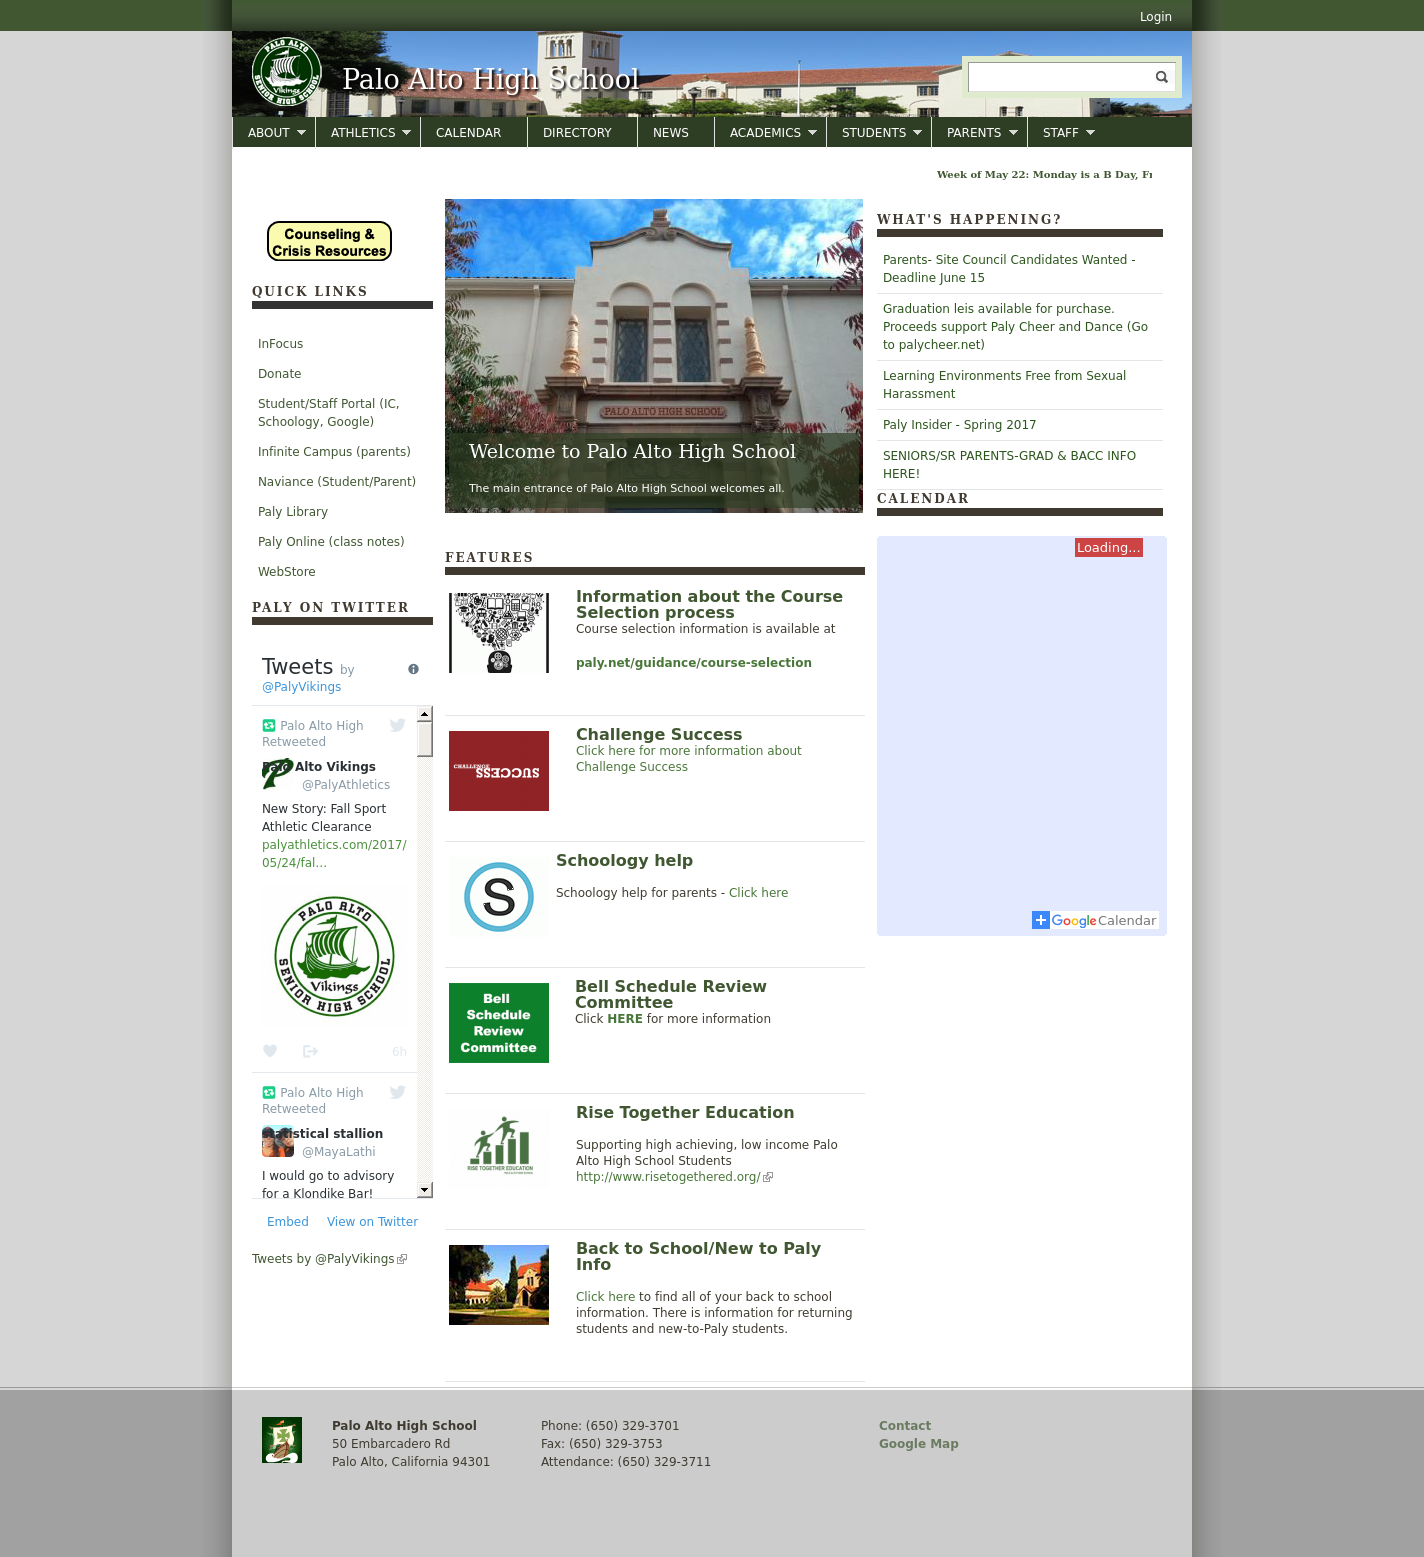 Login
PALO ALTO
Vikings
SENIOR HIGH SCHOOL
Palo Alto High School
ABOUT
ATHLETICS
CALENDAR
DIRECTORY
NEWS
ACADEMICS
STUDENTS
PARENTS
STAFF
Week of May 22: Monday is a B Day, Fr
Counseling &
Crisis Resources
QUICK LINKS
InFocus
Donate
Student/Staff Portal (IC,
Schoology, Google)
Infinite Campus (parents)
Naviance (Student/Parent)
Paly Library
Paly Online (class notes)
WebStore
PALY ON TWITTER
Tweets by
@PalyVikings
Palo Alto High
Retweeted
Palo Alto Vikings
@PalyAthletics
New Story: Fall Sport
Athletic Clearance
palyathletics.com/2017/
05/24/fal…
PALO ALTO
Vikings
SENIOR HIGH SCHOOL
6h
Palo Alto High
Retweeted
statistical stallion
@MayaLathi
I would go to advisory
for a Klondike Bar!
Embed
View on Twitter
Tweets by @PalyVikings
PALO ALTO HIGH SCHOOL
Welcome to Palo Alto High School
The main entrance of Palo Alto High School welcomes all.
FEATURES
Information about the Course
Selection process
Course selection information is available at
paly.net/guidance/course-selection
CHALLENGE
SUCCESS
Challenge Success
Click here for more information about
Challenge Success
S
Schoology help
Schoology help for parents - Click here
Bell
Schedule
Review
Committee
Bell Schedule Review
Committee
Click HERE for more information
RISE TOGETHER EDUCATION
Rise Together Education
Supporting high achieving, low income Palo
Alto High School Students
http://www.risetogethered.org/
Back to School/New to Paly
Info
Click here to find all of your back to school
information. There is information for returning
students and new-to-Paly students.
WHAT'S HAPPENING?
Parents- Site Council Candidates Wanted -
Deadline June 15
Graduation leis available for purchase.
Proceeds support Paly Cheer and Dance (Go
to palycheer.net)
Learning Environments Free from Sexual
Harassment
Paly Insider - Spring 2017
SENIORS/SR PARENTS-GRAD & BACC INFO
HERE!
CALENDAR
Loading...
Google Calendar
Palo Alto High School
50 Embarcadero Rd
Palo Alto, California 94301
Phone: (650) 329-3701
Fax: (650) 329-3753
Attendance: (650) 329-3711
Contact
Google Map